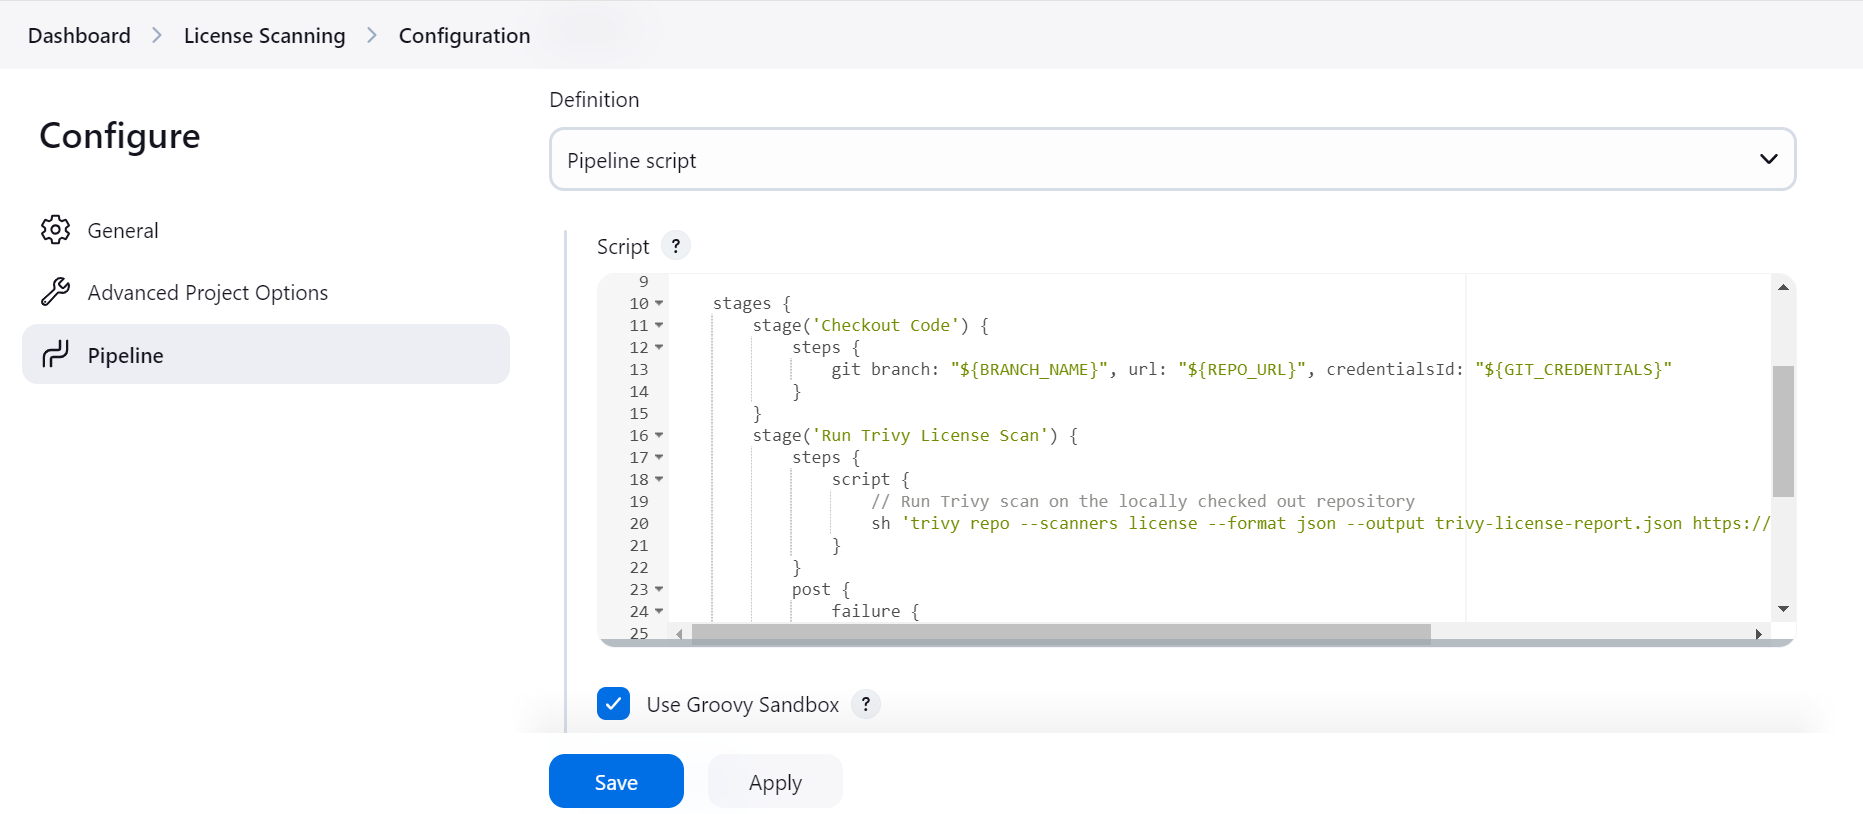 Dashboard > License Scanning > Configuration
Configure
General
Advanced Project Options
Pipeline
Definition
Pipeline script
Script ?
9
10 stages {
11 stage('Checkout Code') {
12 steps {
13 git branch: "${BRANCH_NAME}", url: "${REPO_URL}", credentialsId: "${GIT_CREDENTIALS}"
14 }
15 }
16 stage('Run Trivy License Scan') {
17 steps {
18 script {
19 // Run Trivy scan on the locally checked out repository
20 sh 'trivy repo --scanners license --format json --output trivy-license-report.json https://
21 }
22 }
23 post {
24 failure {
25
Use Groovy Sandbox ?
Save
Apply